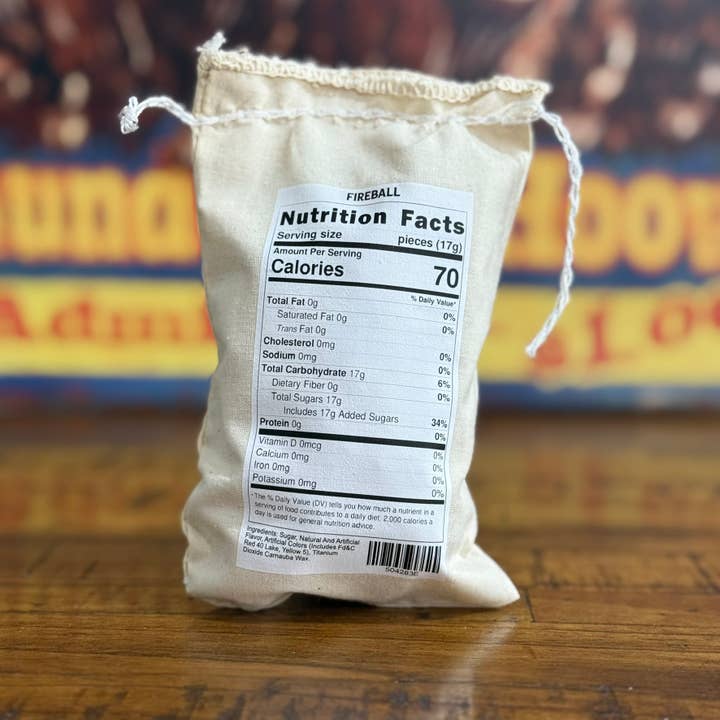 FIREBALL
Nutrition Facts
Serving size pieces (17g)
Amount Per Serving
Calories 70
% Daily Value*
Total Fat 0g 0%
Saturated Fat 0g 0%
Trans Fat 0g
Cholesterol 0mg 0%
Sodium 0mg 0%
Total Carbohydrate 17g 6%
Dietary Fiber 0g 0%
Total Sugars 17g
Includes 17g Added Sugars 34%
Protein 0g 0%
Vitamin D 0mcg 0%
Calcium 0mg 0%
Iron 0mg 0%
Potassium 0mg 0%
*The % Daily Value (DV) tells you how much a nutrient in a
serving of food contributes to a daily diet. 2,000 calories a
day is used for general nutrition advice.
Ingredients: Sugar, Natural And Artificial
Flavor, Artificial Colors (Includes Fd&C
Red 40 Lake, Yellow 5), Titanium
Dioxide Carnauba Wax.